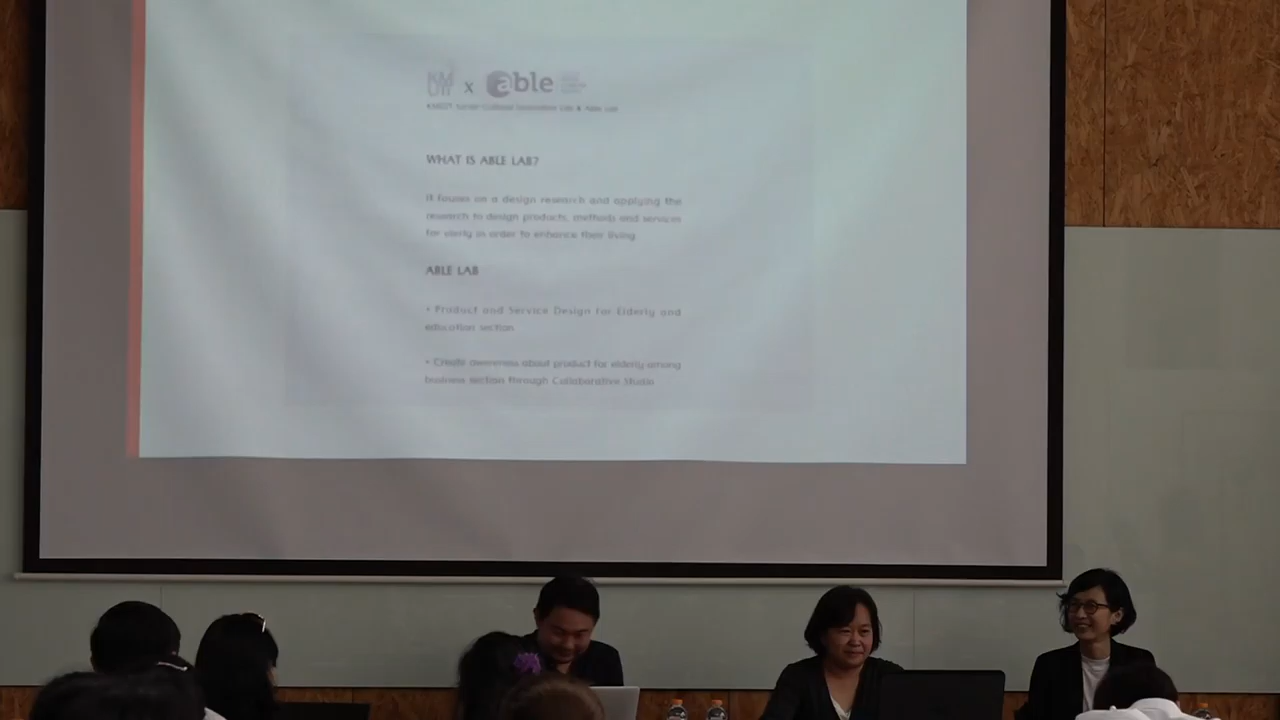 x able
WHAT IS ABLE LAB?
It focuses on a design research and applying the
research to design products, methods and services
for elerly in order to enhance their living
ABLE LAB
• Product and Service Design for Elderly and
education section
• Create awareness about product for elderly among
business section through Collaborative Studio